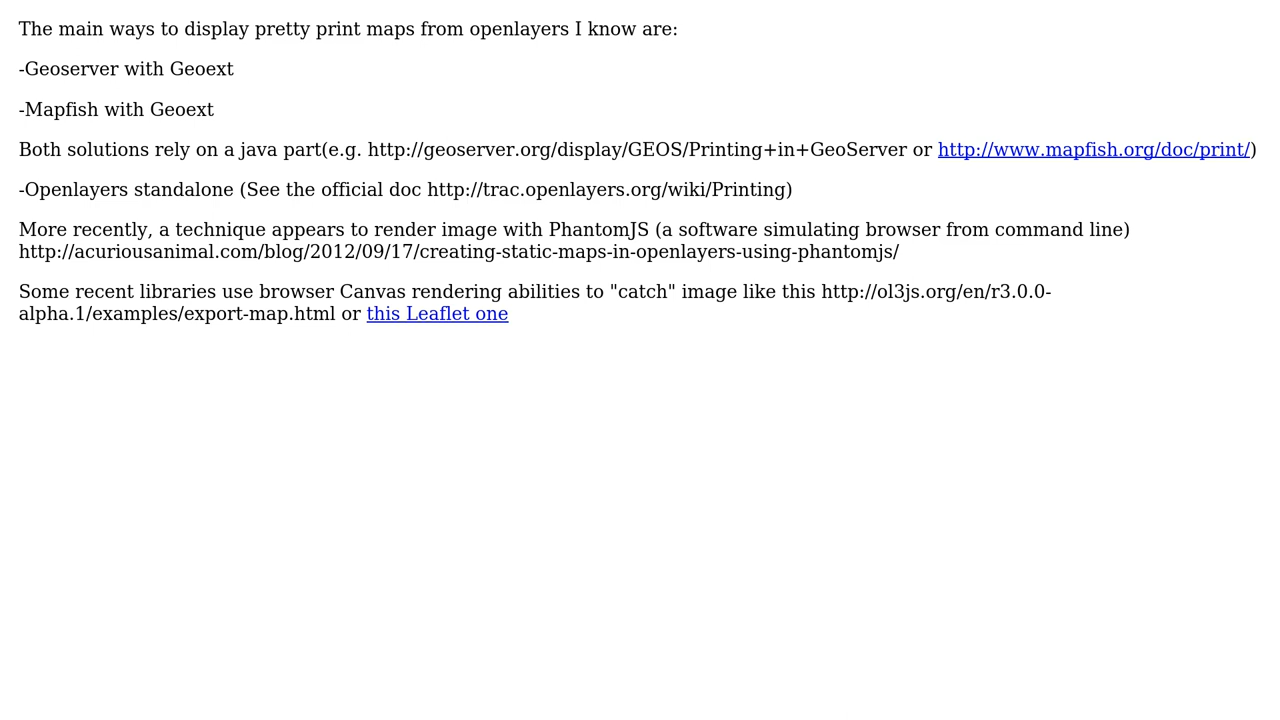 The main ways to display pretty print maps from openlayers I know are:
-Geoserver with Geoext
-Mapfish with Geoext
Both solutions rely on a java part(e.g. http://geoserver.org/display/GEOS/Printing+in+GeoServer or http://www.mapfish.org/doc/print/)
-Openlayers standalone (See the official doc http://trac.openlayers.org/wiki/Printing)
More recently, a technique appears to render image with PhantomJS (a software simulating browser from command line)
http://acuriousanimal.com/blog/2012/09/17/creating-static-maps-in-openlayers-using-phantomjs/
Some recent libraries use browser Canvas rendering abilities to "catch" image like this http://ol3js.org/en/r3.0.0-
alpha.1/examples/export-map.html or this Leaflet one